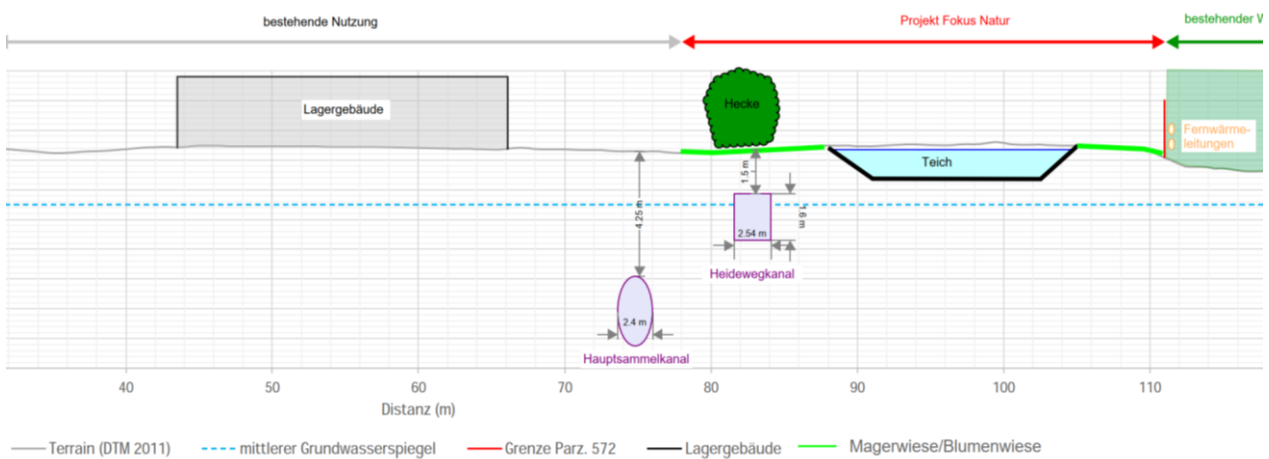 bestehende Nutzung
Projekt Fokus Natur
bestehender W
Lagergebäude
Hecke
Fernwärme-
leitungen
Teich
1.5 m
4.25 m
1.6 m
2.54 m
Heidewegkanal
2.4 m
Hauptsammelkanal
40 50 60 70 80 90 100 110
Distanz (m)
Terrain (DTM 2011) mittlerer Grundwasserspiegel Grenze Parz. 572 Lagergebäude Magerwiese/Blumenwiese